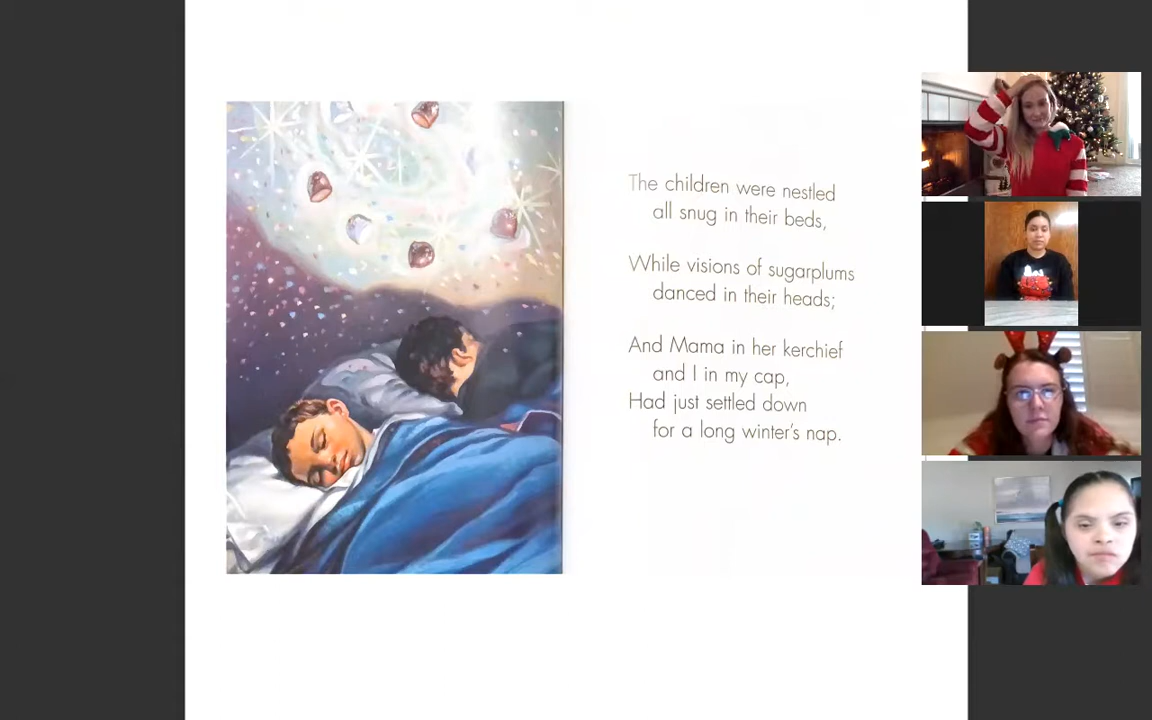 The children were nestled
all snug in their beds,
While visions of sugarplums
danced in their heads;
And Mama in her kerchief
and I in my cap,
Had just settled down
for a long winter's nap.